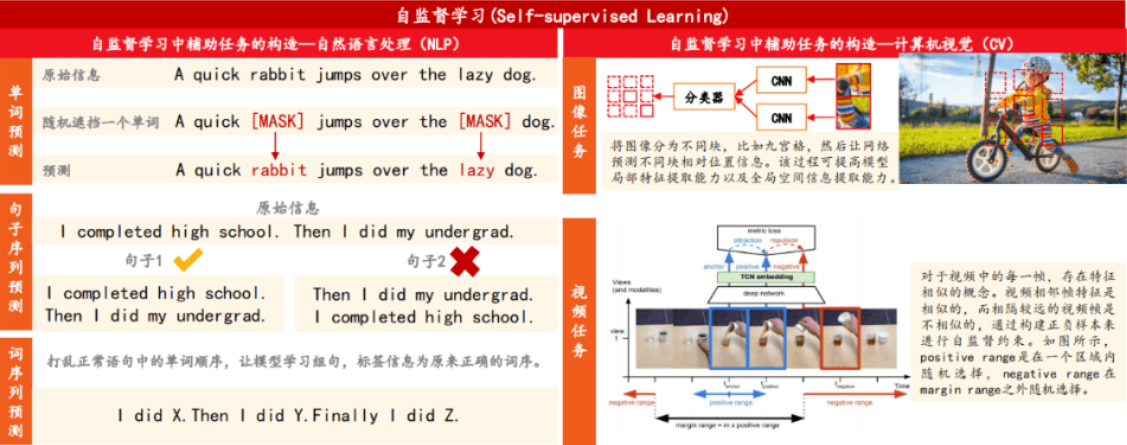 自监督学习(Self-supervised Learning)
自监督学习中辅助任务的构造—自然语言处理（NLP）
单词预测
原始信息
A quick rabbit jumps over the lazy dog.
随机遮挡一个单词
A quick [MASK] jumps over the [MASK] dog.
预测
A quick rabbit jumps over the lazy dog.
句子序列预测
原始信息
I completed high school. Then I did my undergrad.
句子1
句子2
I completed high school.
Then I did my undergrad.
Then I did my undergrad.
I completed high school.
词序列预测
打乱正常语句中的单词顺序，让模型学习组句，标签信息为原来正确的词序。
I did X.Then I did Y.Finally I did Z.
自监督学习中辅助任务的构造—计算机视觉（CV）
图像任务
分类器
CNN
CNN
将图像分为不同块，比如九宫格，然后让网络
预测不同块相对位置信息。该过程可提高模型
局部特征提取能力以及全局空间信息提取能力。
视频任务
metric loss
attraction
repulsion
anchor
positive
negative
TCN embedding
deep network
Views
(and modalities)
view
1
tanchor
tpositive
tnegative
Time
negative range
positive range
negative range
margin range = m x positive range
对于视频中的每一帧，存在特征
相似的概念。视频相邻帧特征是
相似的，而相隔较远的视频帧是
不相似的，通过构建正负样本来
进行自监督约束。如图所示，
positive range是在一个区域内
随机选择，negative range在
margin range之外随机选择。